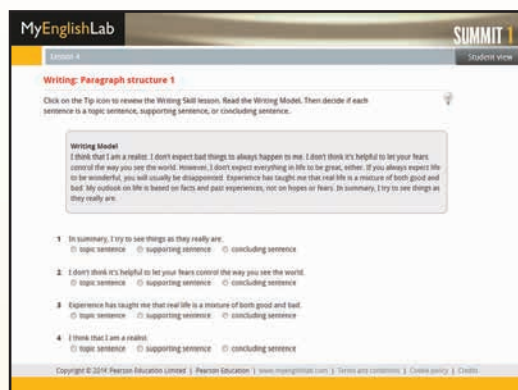 MyEnglishLab
SUMMIT 1
Lesson 4
Student view
Writing: Paragraph structure 1
Click on the Tip icon to review the Writing Skill lesson. Read the Writing Model. Then decide if each
sentence is a topic sentence, supporting sentence, or concluding sentence.
Writing Model
I think that I am a realist. I don't expect bad things to always happen to me. I don't think it's helpful to let your fears
control the way you see the world. However, I don't expect everything in life to be great, either. If you always expect life
to be wonderful, you will usually be disappointed. Experience has taught me that real life is a mixture of both good and
bad. My outlook on life is based on facts and past experiences, not on hopes or fears. In summary, I try to see things as
they really are.
1 In summary, I try to see things as they really are.
topic sentence supporting sentence concluding sentence
2 I don't think it's helpful to let your fears control the way you see the world.
topic sentence supporting sentence concluding sentence
3 Experience has taught me that real life is a mixture of both good and bad.
topic sentence supporting sentence concluding sentence
4 I think that I am a realist.
topic sentence supporting sentence concluding sentence
Copyright © 2014 Pearson Education Limited | Pearson Education | www.myenglishlab.com | Terms and conditions | Cookie policy | Credits